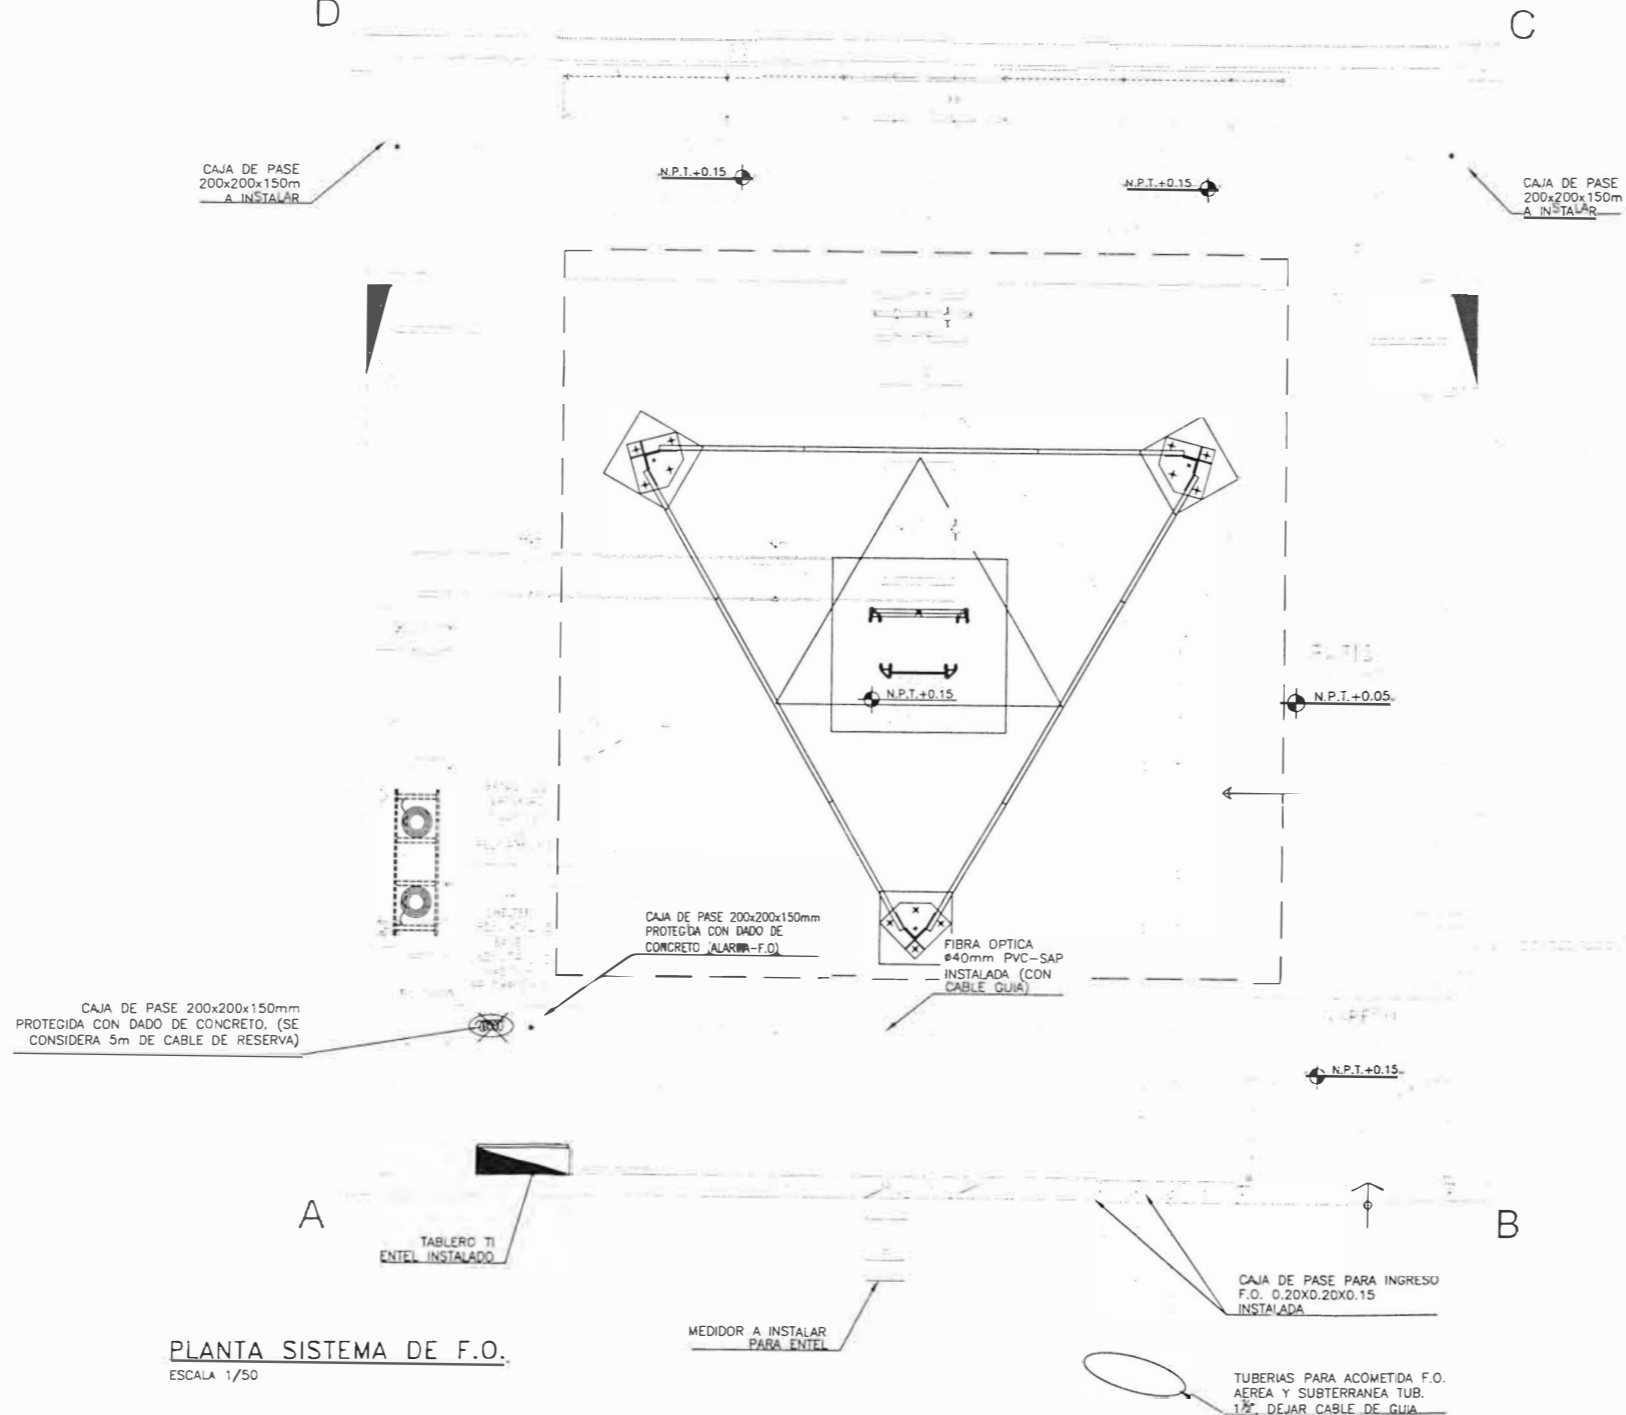 D
C
CAJA DE PASE
200x200x150m
A INSTALAR
N.P.T.+0.15
N.P.T.+0.15
CAJA DE PASE
200x200x150m
A INSTALAR
N.P.T.+0.15
N.P.T.+0.05
CAJA DE PASE 200x200x150mm
PROTEGIDA CON DADO DE
CONCRETO (ALARMA-F.O)
FIBRA OPTICA
ø40mm PVC-SAP
INSTALADA (CON
CABLE GUIA)
CAJA DE PASE 200x200x150mm
PROTEGIDA CON DADO DE CONCRETO, (SE
CONSIDERA 5m DE CABLE DE RESERVA)
N.P.T.+0.15
A
B
TABLERO TI
ENTEL INSTALADO
CAJA DE PASE PARA INGRESO
F.O. 0.20X0.20X0.15
INSTALADA
MEDIDOR A INSTALAR
PARA ENTEL
PLANTA SISTEMA DE F.O.
ESCALA 1/50
TUBERIAS PARA ACOMETIDA F.O.
AEREA Y SUBTERRANEA TUB.
DEJAR CABLE DE GUIA